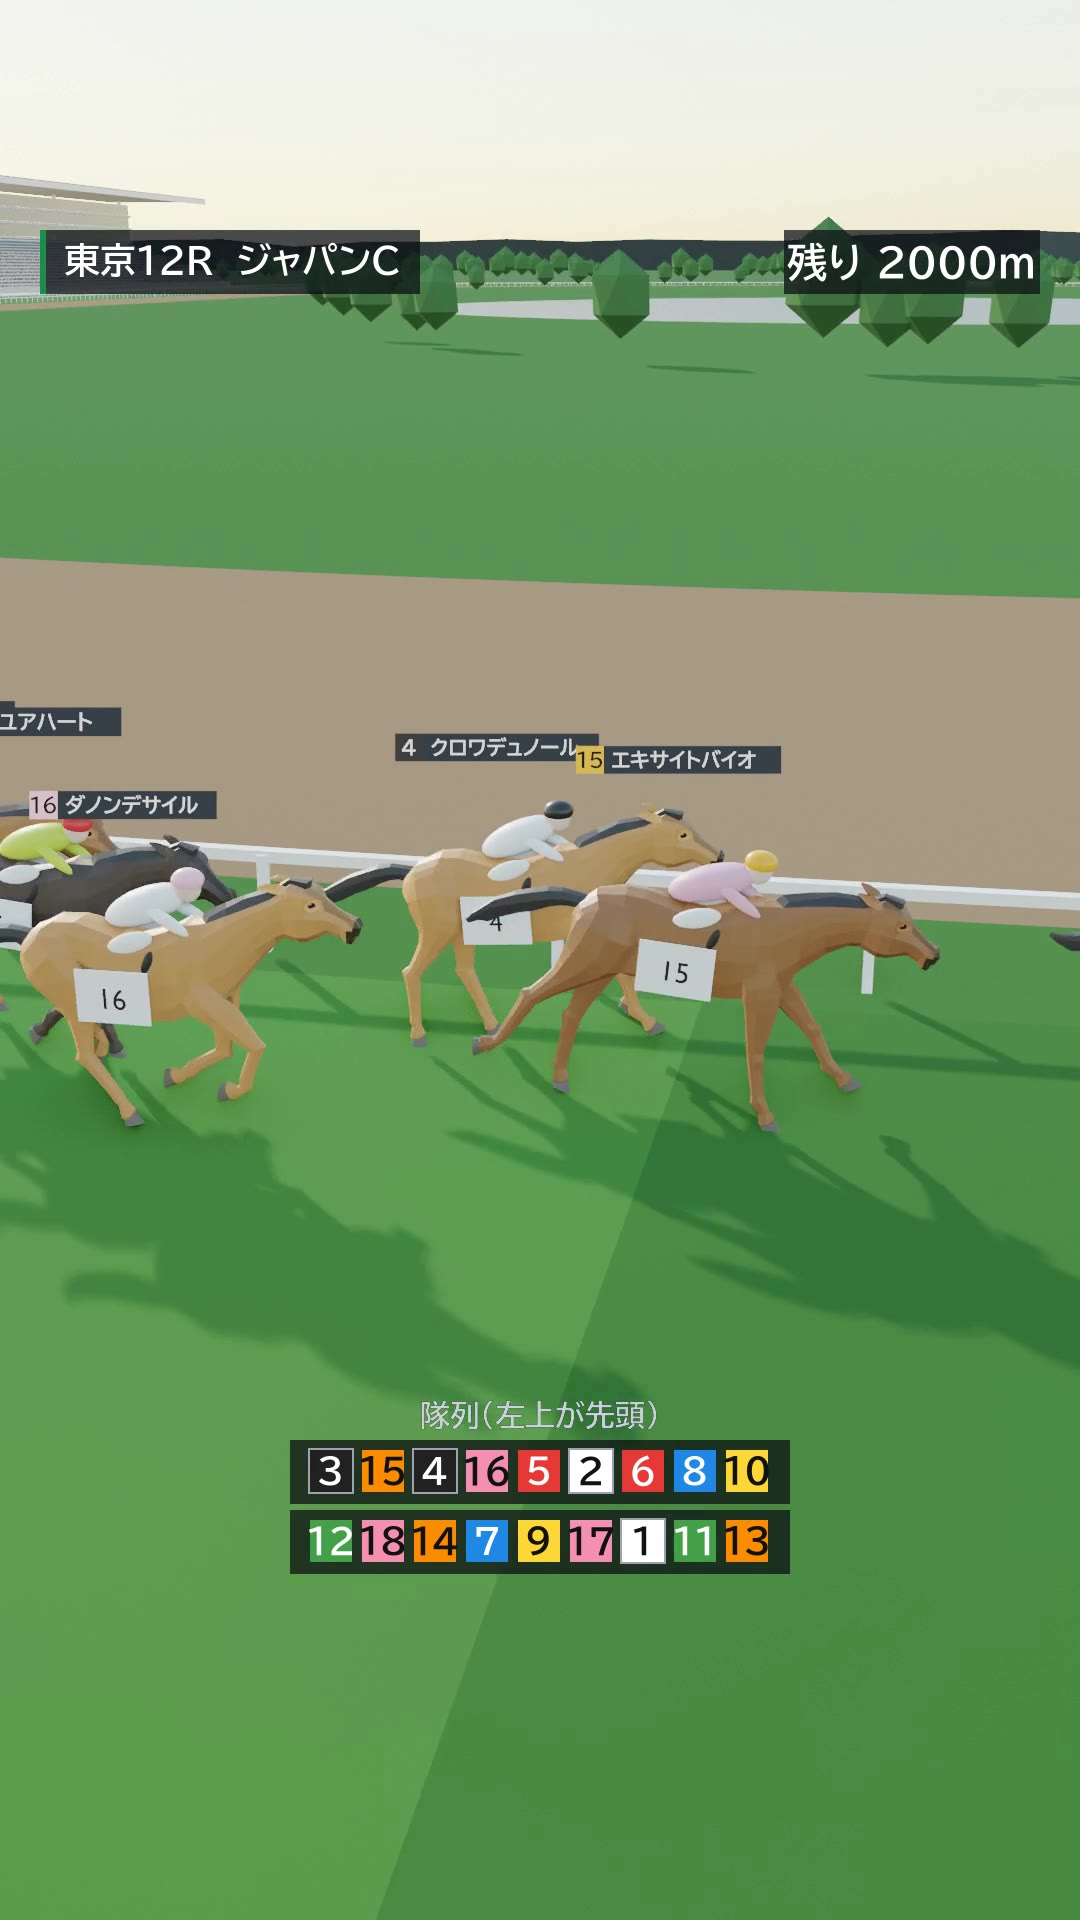 東京12R ジャパンC
残り 2000m
ユアハート
4 クロワデュノール
15 エキサイトバイオ
16 ダノンデサイル
4
15
16
隊列(左上が先頭)
3 15 4 16 5 2 6 8 10
12 18 14 7 9 17 1 11 13